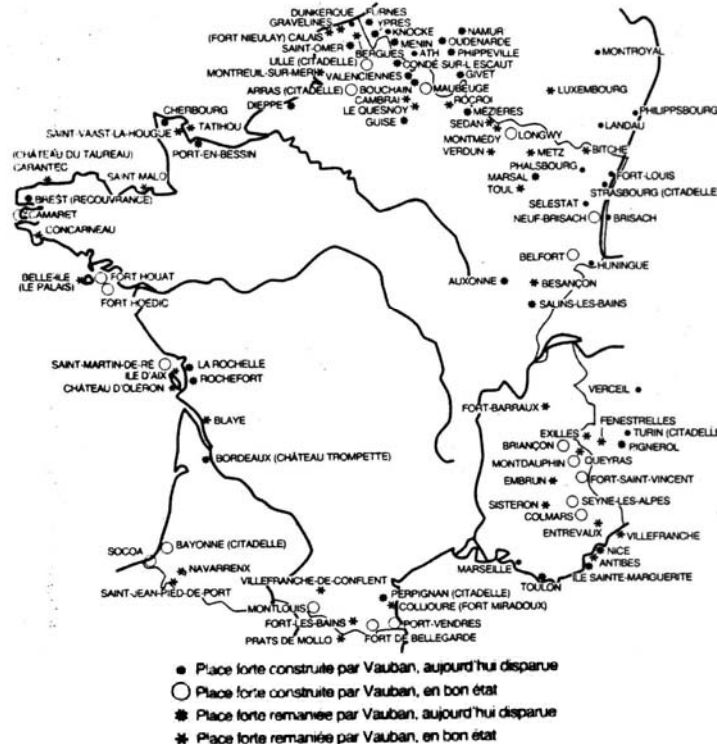 DUNKERQUE
FURNES
GRAVELINES
YPRES
(FORT NIEULAY) CALAIS
KNOCKE
NAMUR
SAINT-OMER
MENIN
OUDENARDE
BERGUES
ATH
PHIPPEVILLE
LILLE (CITADELLE)
CONDÉ SUR-L'ESCAUT
MONTREUIL-SUR-MER
VALENCIENNES
GIVET
MONTROYAL
ARRAS (CITADELLE)
BOUCHAIN
MAUBEUGE
LUXEMBOURG
CAMBRAI
ROCROI
DIEPPE
LE QUESNOY
MÉZIÈRES
PHILIPPSBOURG
GUISE
CHERBOURG
SEDAN
LANDAU
SAINT-VAAST-LA-HOUGUE
TATIHOU
MONTMÉDY
LONGWY
PORT-EN-BESSIN
VERDUN
METZ
BITCHE
(CHÂTEAU DU TAUREAU)
CARANTEC
PHALSBOURG
SAINT MALO
MARSAL
FORT-LOUIS
TOUL
STRASBOURG (CITADELLE)
BREST (RECOUVRANCE)
SÉLESTAT
CAMARET
NEUF-BRISACH
BRISACH
CONCARNEAU
BELFORT
HUNINGUE
BELLE-ILE
(LE PALAIS)
FORT HOUAT
AUXONNE
BESANÇON
FORT HOËDIC
SALINS-LES-BAINS
SAINT-MARTIN-DE-RÉ
LA ROCHELLE
ILE D'AIX
ROCHEFORT
CHÂTEAU D'OLÉRON
VERCEIL
FORT-BARRAUX
FENESTRELLES
BLAYE
EXILLES
TURIN (CITADELLE)
BRIANÇON
PIGNEROL
BORDEAUX (CHÂTEAU TROMPETTE)
MONTDAUPHIN
QUEYRAS
EMBRUN
FORT-SAINT-VINCENT
SISTERON
SEYNE-LES-ALPES
COLMARS
ENTREVAUX
VILLEFRANCHE
BAYONNE (CITADELLE)
SOCOA
NICE
NAVARRENX
MARSEILLE
ANTIBES
VILLEFRANCHE-DE-CONFLENT
TOULON
ILE SAINTE-MARGUERITE
SAINT-JEAN-PIED-DE-PORT
PERPIGNAN (CITADELLE)
MONTLOUIS
COLLIOURE (FORT MIRADOUX)
FORT-LES-BAINS
PORT-VENDRES
PRATS DE MOLLO
FORT DE BELLEGARDE
Place forte construite par Vauban, aujourd'hui disparue
Place forte construite par Vauban, en bon état
Place forte remaniée par Vauban, aujourd'hui disparue
Place forte remaniée par Vauban, en bon état